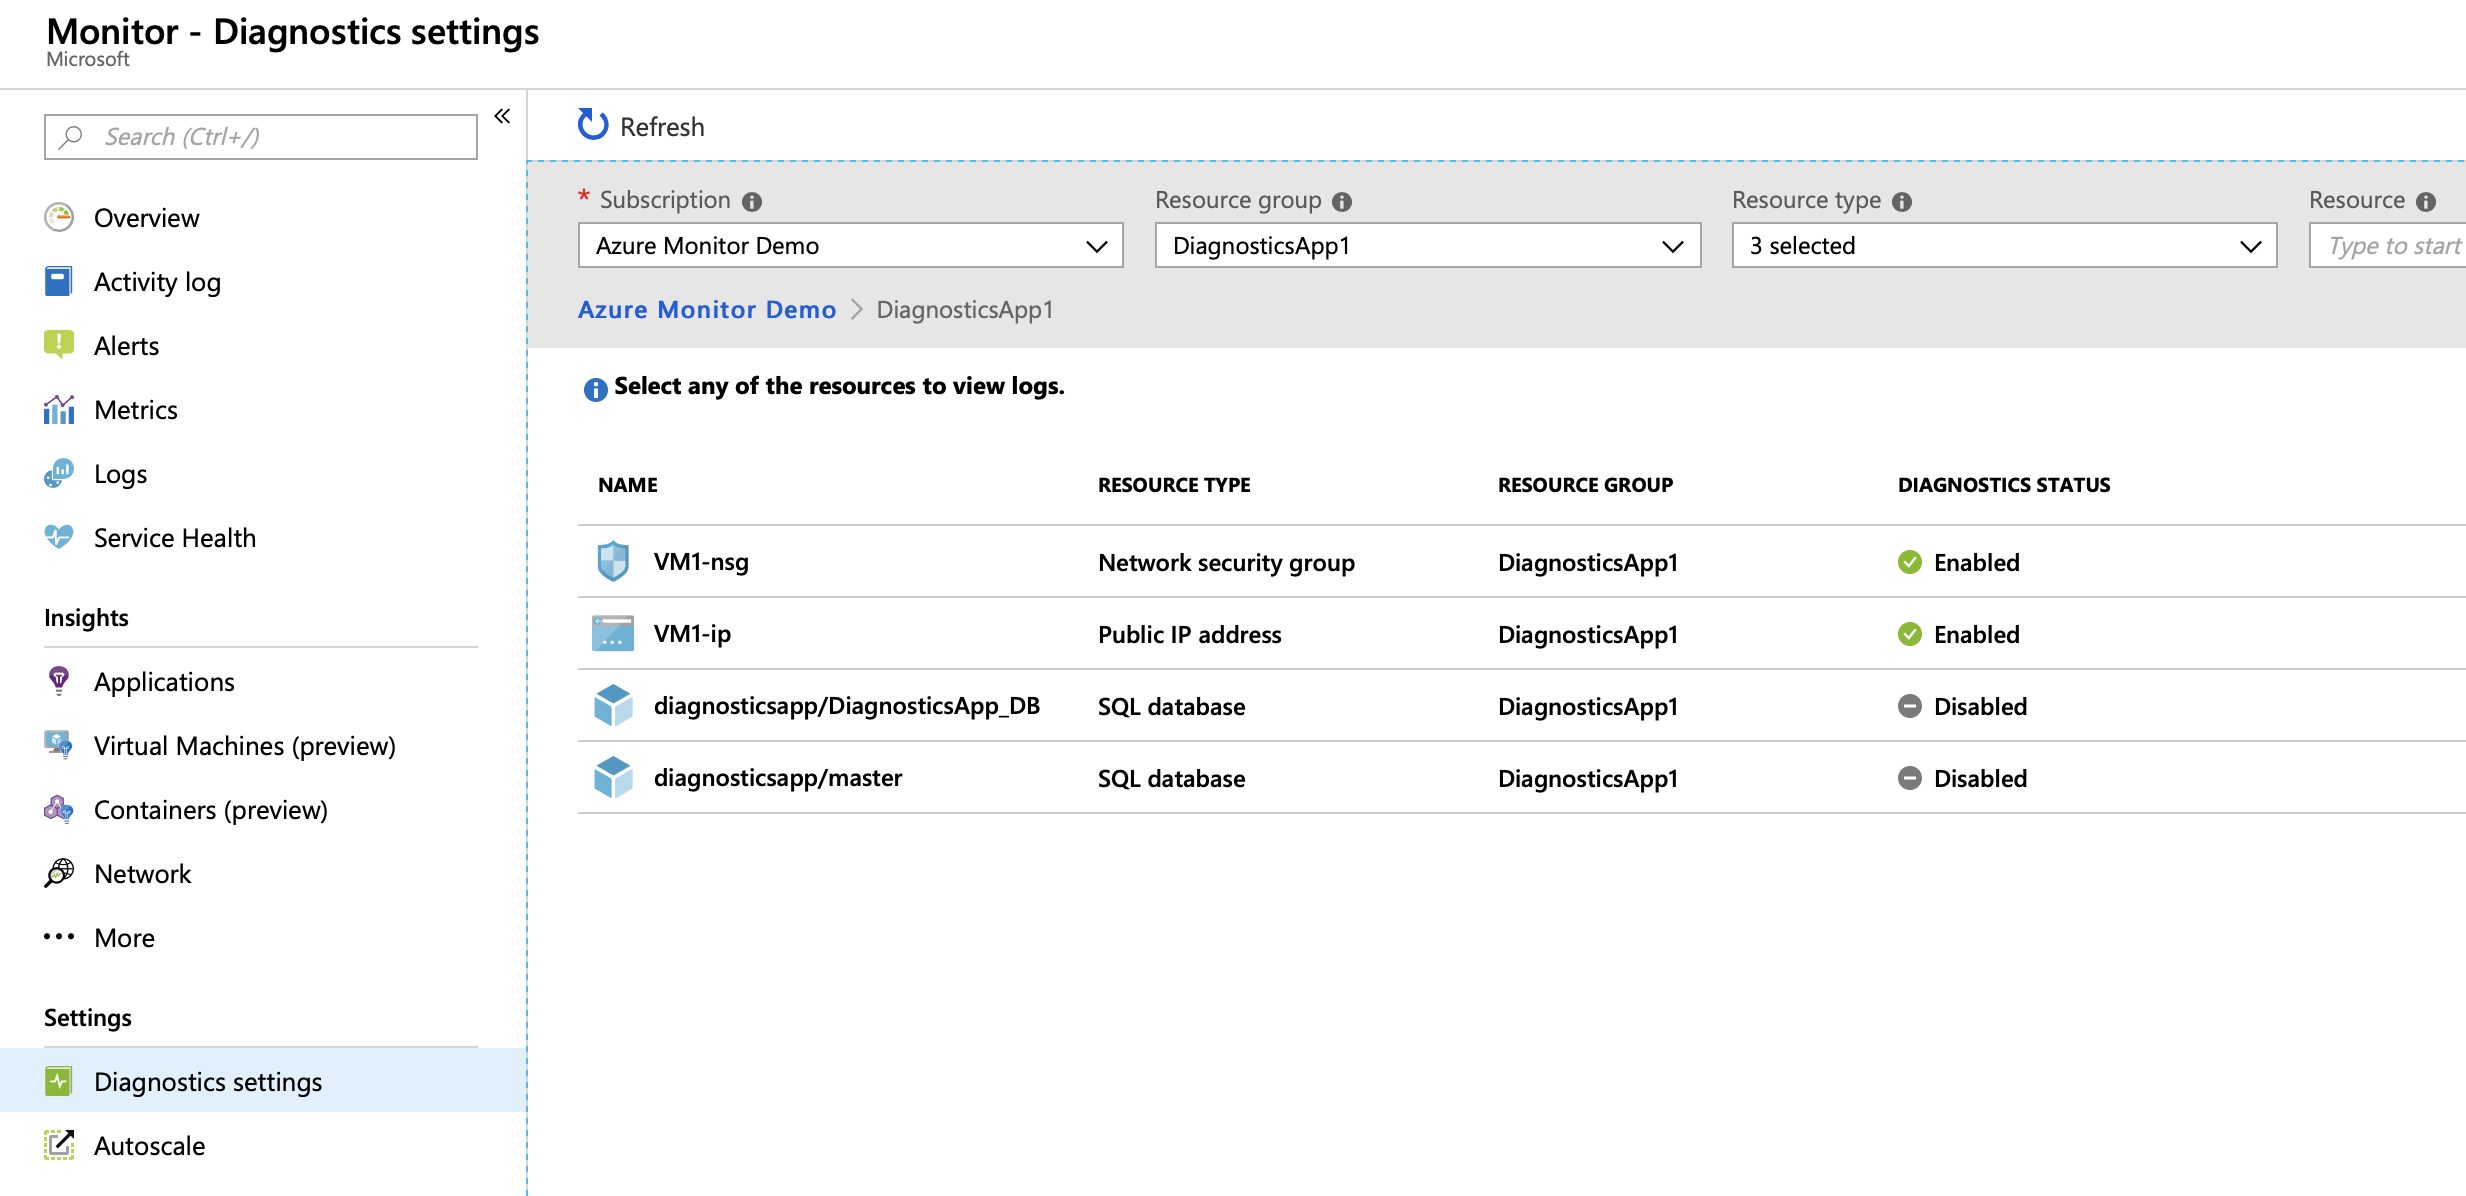 Monitor - Diagnostics settings
Microsoft
Search (Ctrl+/)
Overview
Activity log
Alerts
Metrics
Logs
Service Health
Insights
Applications
Virtual Machines (preview)
Containers (preview)
Network
More
Settings
Diagnostics settings
Autoscale
Refresh
* Subscription Resource group Resource type Resource
Azure Monitor Demo DiagnosticsApp1 3 selected Type to start
Azure Monitor Demo > DiagnosticsApp1
Select any of the resources to view logs.
NAME RESOURCE TYPE RESOURCE GROUP DIAGNOSTICS STATUS
VM1-nsg Network security group DiagnosticsApp1 Enabled
VM1-ip Public IP address DiagnosticsApp1 Enabled
diagnosticsapp/DiagnosticsApp_DB SQL database DiagnosticsApp1 Disabled
diagnosticsapp/master SQL database DiagnosticsApp1 Disabled